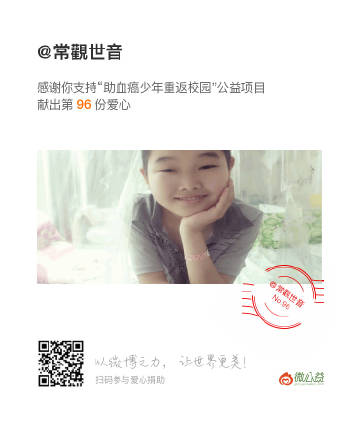 @常觀世音
感谢你支持“助血癌少年重返校园”公益项目
献出第 96 份爱心
@常觀世音
No 96
以微博之力，让世界更美！
扫码参与爱心捐助
微公益